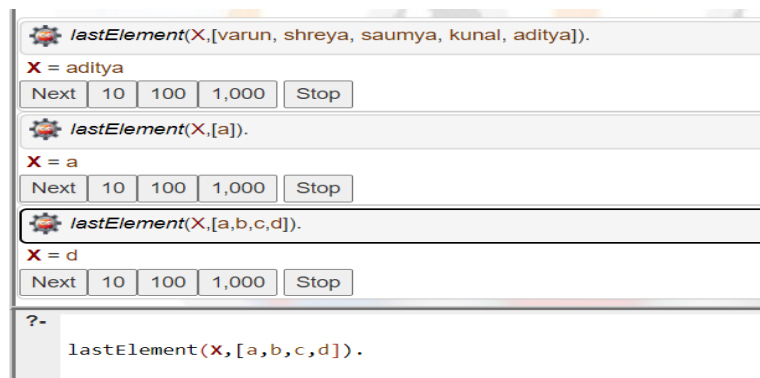 lastElement(X,[varun, shreya, saumya, kunal, aditya]).
X = aditya
Next 10 100 1,000 Stop
lastElement(X,[a]).
X = a
Next 10 100 1,000 Stop
lastElement(X,[a,b,c,d]).
X = d
Next 10 100 1,000 Stop
?-
lastElement(X,[a,b,c,d]).